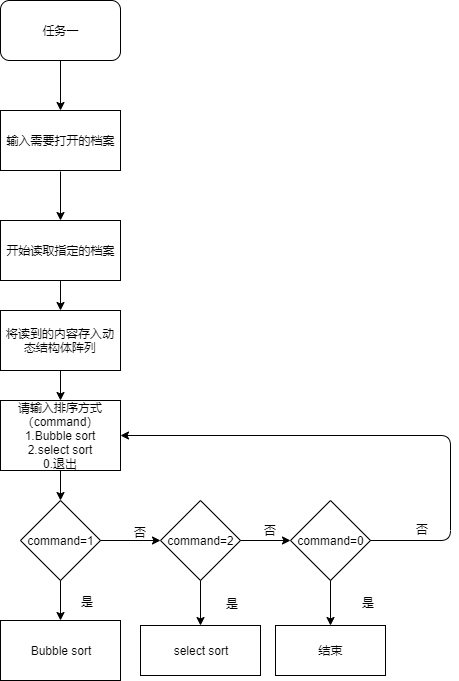 任务一
输入需要打开的档案
开始读取指定的档案
将读到的内容存入动
态结构体阵列
请输入排序方式
（command）
1.Bubble sort
2.select sort
0.退出
command=1
否
command=2
否
command=0
否
是
是
是
Bubble sort
select sort
结束